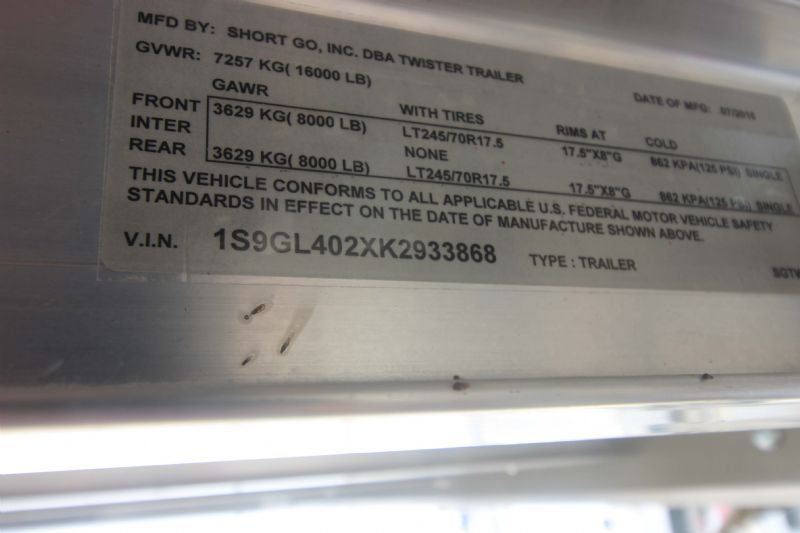 MFD BY: SHORT GO, INC. DBA TWISTER TRAILER
GVWR: 7257 KG( 16000 LB)
DATE OF MFG: 07/2018
GAWR WITH TIRES RIMS AT COLD
FRONT 3629 KG( 8000 LB) LT245/70R17.5 17.5"X8"G 862 KPA(125 PSI) SINGLE
INTER NONE
REAR 3629 KG( 8000 LB) LT245/70R17.5 17.5"X8"G 862 KPA(125 PSI) SINGLE
THIS VEHICLE CONFORMS TO ALL APPLICABLE U.S. FEDERAL MOTOR VEHICLE SAFETY
STANDARDS IN EFFECT ON THE DATE OF MANUFACTURE SHOWN ABOVE.
V.I.N. 1S9GL402XK2933868 TYPE : TRAILER